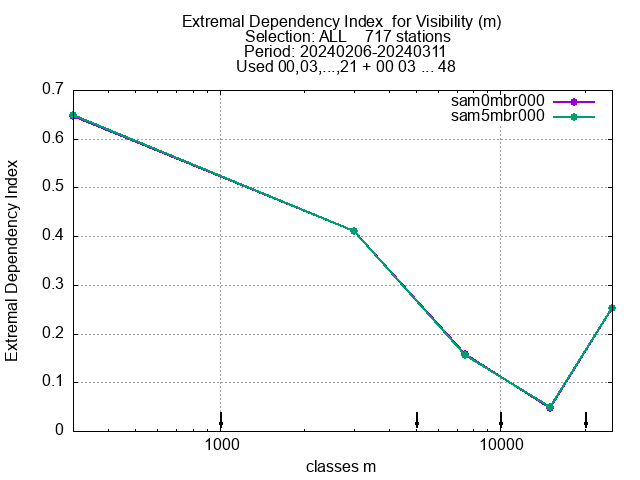 Extremal Dependency Index  for Visibility (m)
Selection: ALL    717 stations
Period: 20240206-20240311
Used 00,03,...,21 + 00 03 ... 48
sam0mbr000
sam5mbr000
Extremal Dependency Index
0.7
0.6
0.5
0.4
0.3
0.2
0.1
0
1000
10000
classes m